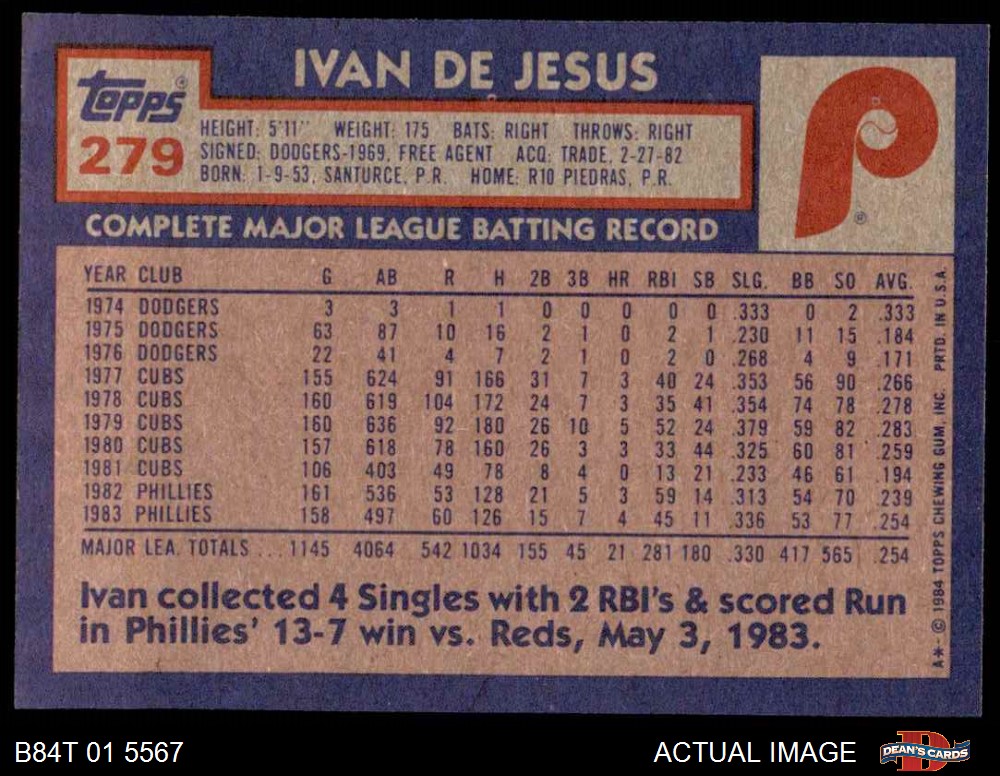 IVAN DE JESUS
topps
279
HEIGHT: 5'11" WEIGHT: 175 BATS: RIGHT THROWS: RIGHT
SIGNED: DODGERS-1969, FREE AGENT ACQ: TRADE, 2-27-82
BORN: 1-9-53, SANTURCE, P.R. HOME: R10 PIEDRAS, P.R.
P
COMPLETE MAJOR LEAGUE BATTING RECORD
YEAR CLUB G AB R H 2B 3B HR RBI SB SLG. BB SO AVG.
1974 DODGERS 3 3 1 1 0 0 0 0 0 .333 0 2 .333
1975 DODGERS 63 87 10 16 2 1 0 2 1 .230 11 15 .184
1976 DODGERS 22 41 4 7 2 1 0 2 0 .268 4 9 .171
1977 CUBS 155 624 91 166 31 7 3 40 24 .353 56 90 .266
1978 CUBS 160 619 104 172 24 7 3 35 41 .354 74 78 .278
1979 CUBS 160 636 92 180 26 10 5 52 24 .379 59 82 .283
1980 CUBS 157 618 78 160 26 3 3 33 44 .325 60 81 .259
1981 CUBS 106 403 49 78 8 4 0 13 21 .233 46 61 .194
1982 PHILLIES 161 536 53 128 21 5 3 59 14 .313 54 70 .239
1983 PHILLIES 158 497 60 126 15 7 4 45 11 .336 53 77 .254
MAJOR LEA. TOTALS ... 1145 4064 542 1034 155 45 21 281 180 .330 417 565 .254
Ivan collected 4 Singles with 2 RBI's & scored Run
in Phillies' 13-7 win vs. Reds, May 3, 1983.
A*- © 1984 TOPPS CHEWING GUM, INC. PRTD. IN U.S.A.
B84T 01 5567
ACTUAL IMAGE
DEAN'S CARDS